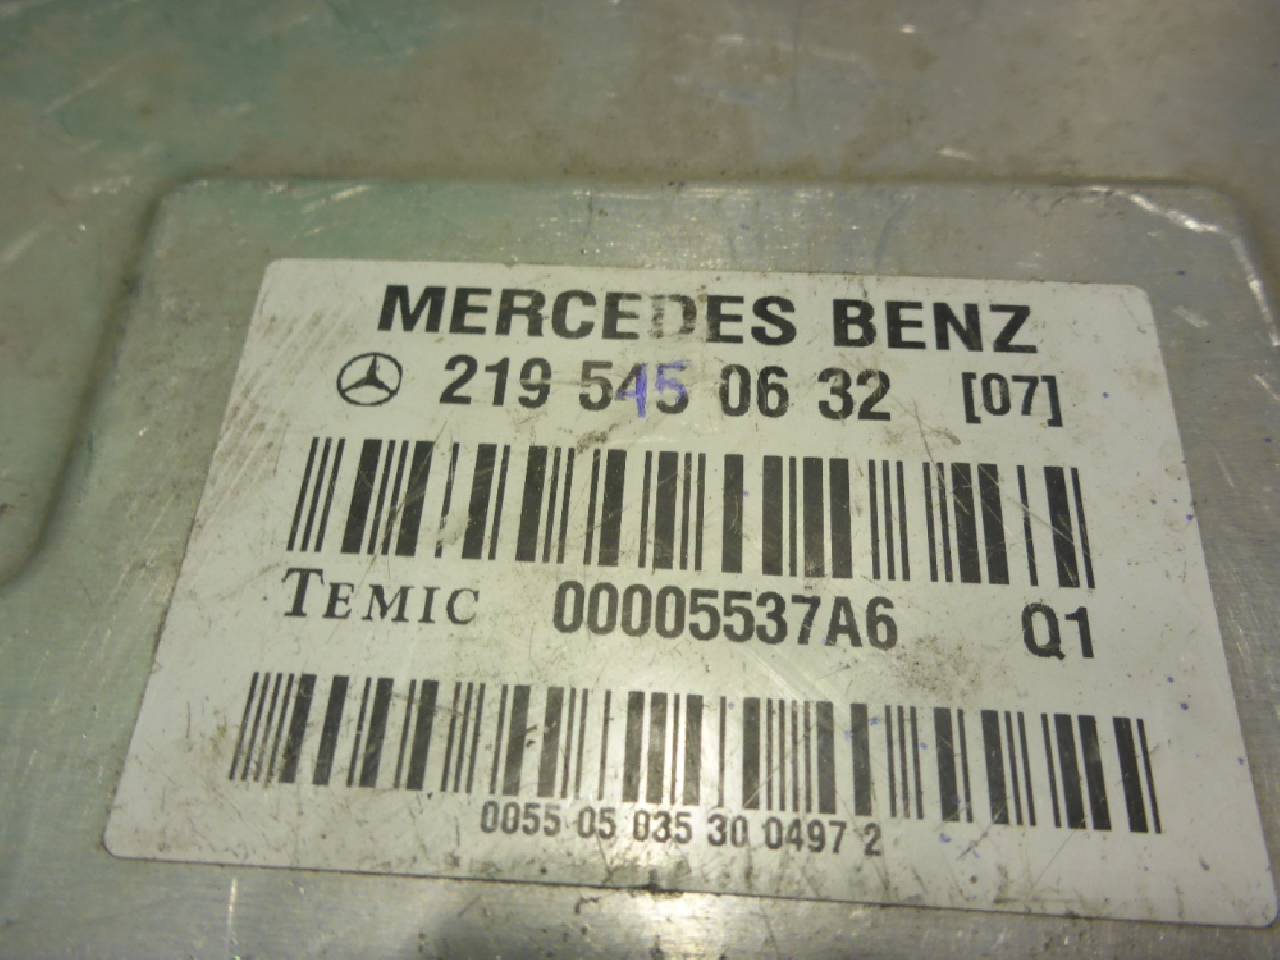 MERCEDES BENZ
219 545 06 32 [07]
TEMIC 00005537A6 Q1
0055 05 035 30 0497 2